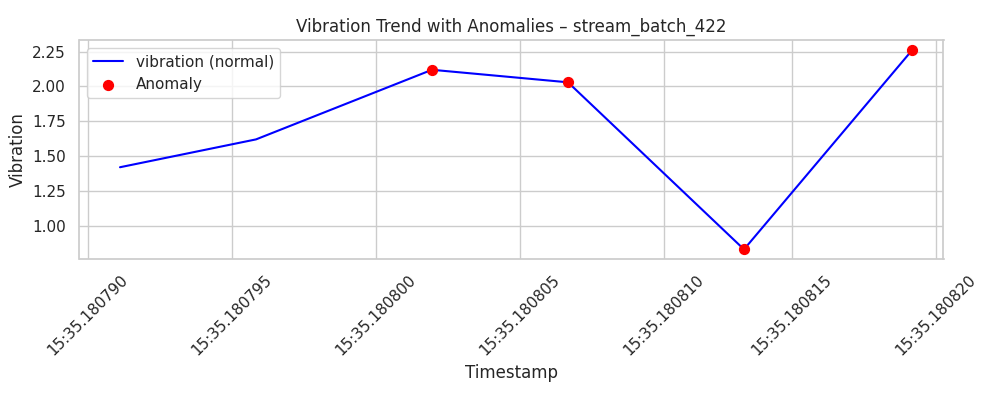 Vibration Trend with Anomalies – stream_batch_422
vibration (normal)
Anomaly
Vibration
2.25
2.00
1.75
1.50
1.25
1.00
15:35.180790
15:35.180795
15:35.180800
15:35.180805
15:35.180810
15:35.180815
15:35.180820
Timestamp